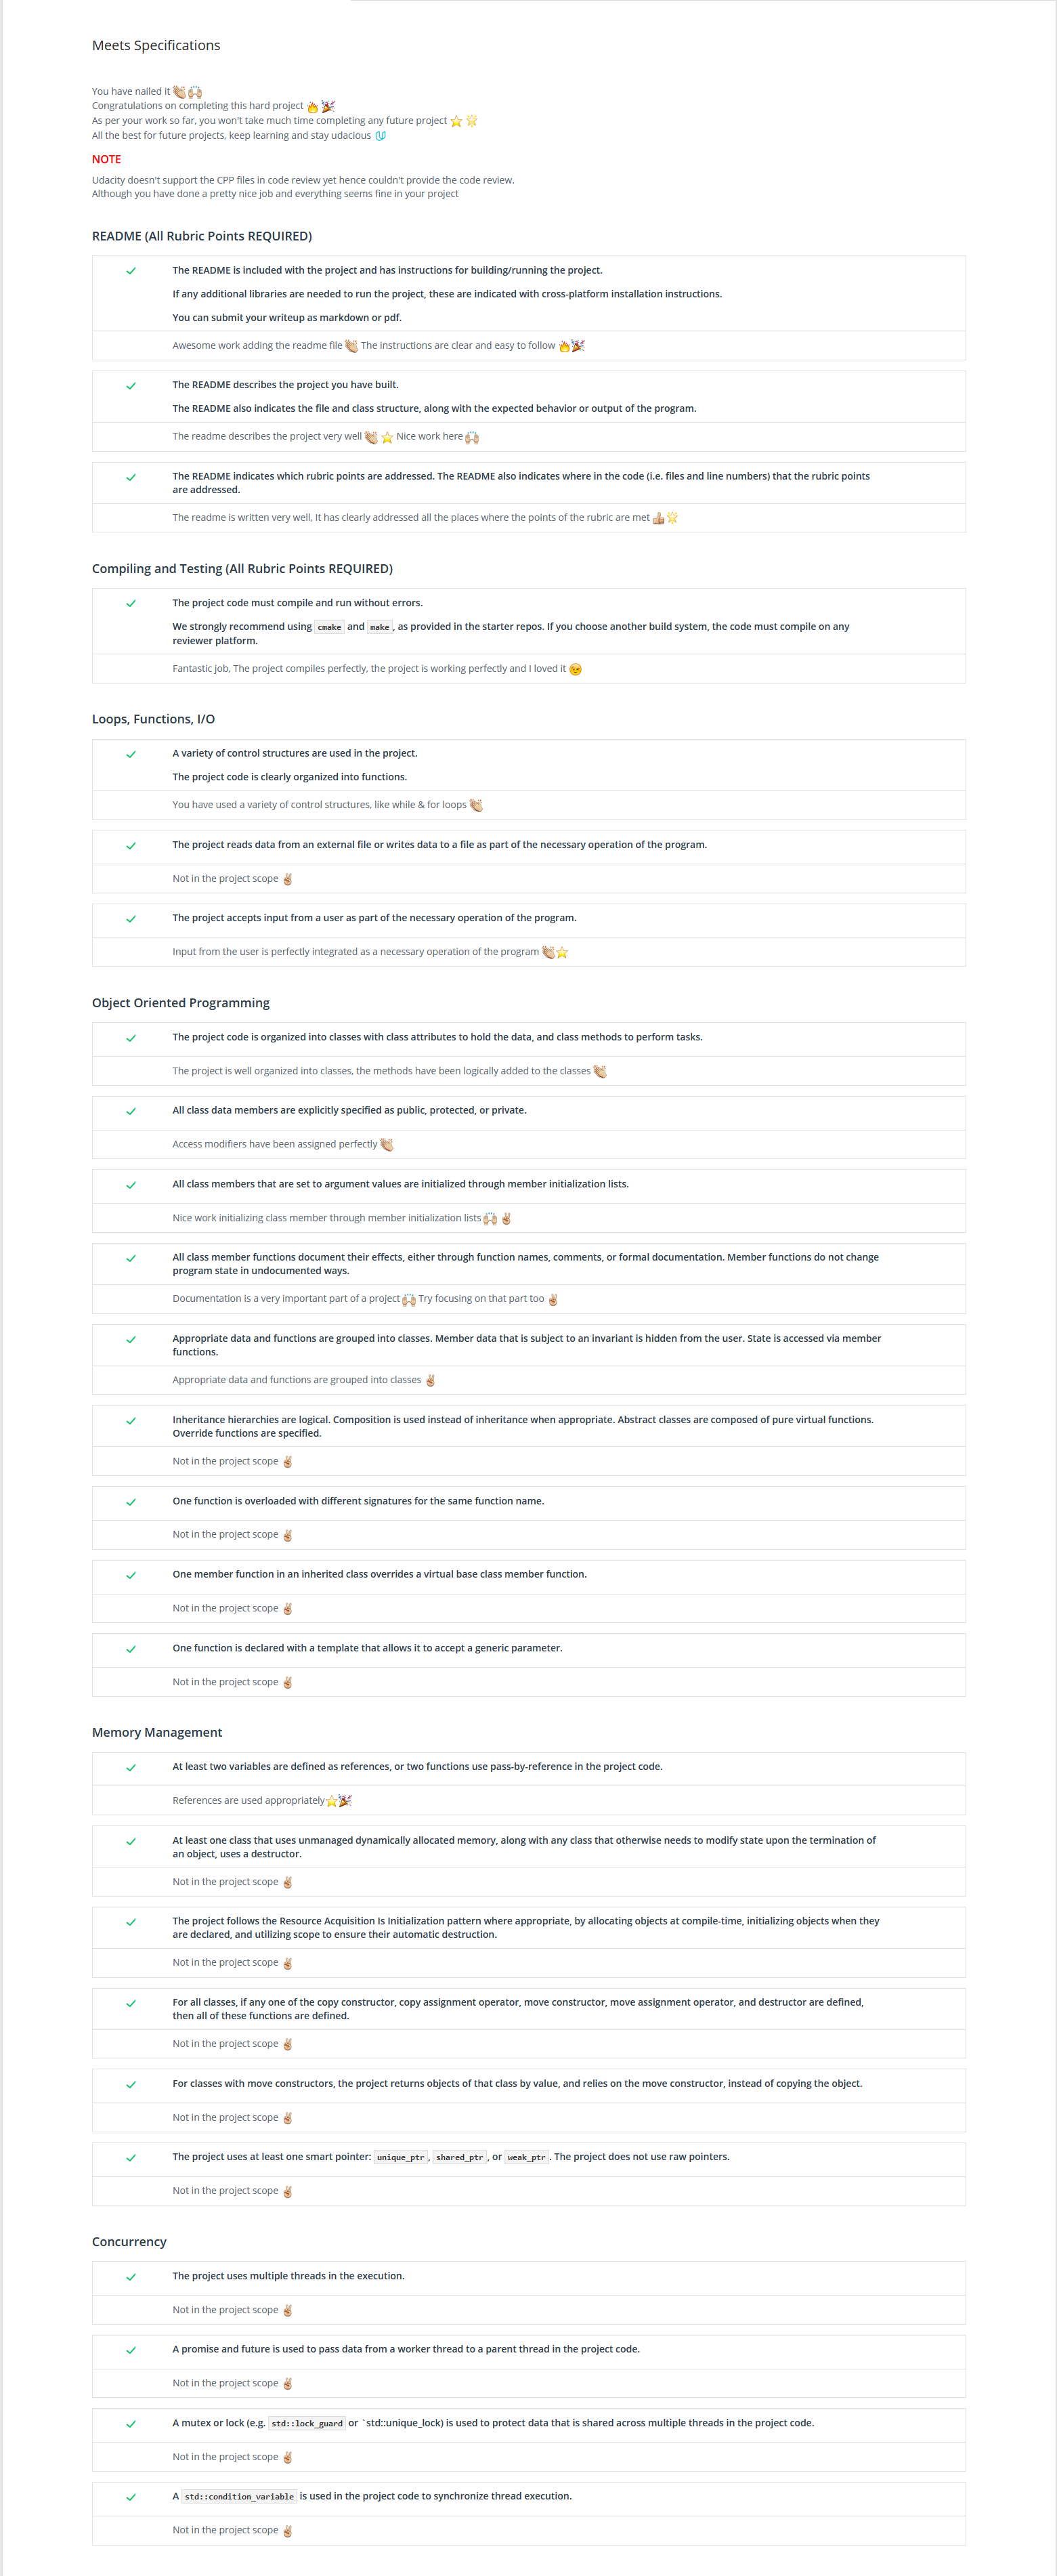 Meets Specifications
You have nailed it 👏🏼🙌🏼
Congratulations on completing this hard project 🔥 🎉
As per your work so far, you won't take much time completing any future project ⭐ 🌟
All the best for future projects, keep learning and stay udacious
NOTE
Udacity doesn't support the CPP files in code review yet hence couldn't provide the code review.
Although you have done a pretty nice job and everything seems fine in your project
README (All Rubric Points REQUIRED)
The README is included with the project and has instructions for building/running the project.
If any additional libraries are needed to run the project, these are indicated with cross-platform installation instructions.
You can submit your writeup as markdown or pdf.
Awesome work adding the readme file 👏🏼 The instructions are clear and easy to follow 🔥🎉
The README describes the project you have built.
The README also indicates the file and class structure, along with the expected behavior or output of the program.
The readme describes the project very well 👏🏼 ⭐ Nice work here 🙌🏼
The README indicates which rubric points are addressed. The README also indicates where in the code (i.e. files and line numbers) that the rubric points
are addressed.
The readme is written very well, It has clearly addressed all the places where the points of the rubric are met 👍🏼🌟
Compiling and Testing (All Rubric Points REQUIRED)
The project code must compile and run without errors.
We strongly recommend using cmake and make, as provided in the starter repos. If you choose another build system, the code must compile on any
reviewer platform.
Fantastic job, The project compiles perfectly, the project is working perfectly and I loved it
Loops, Functions, I/O
A variety of control structures are used in the project.
The project code is clearly organized into functions.
You have used a variety of control structures, like while & for loops 👏🏼
The project reads data from an external file or writes data to a file as part of the necessary operation of the program.
Not in the project scope ✌🏼
The project accepts input from a user as part of the necessary operation of the program.
Input from the user is perfectly integrated as a necessary operation of the program 👏🏼⭐
Object Oriented Programming
The project code is organized into classes with class attributes to hold the data, and class methods to perform tasks.
The project is well organized into classes, the methods have been logically added to the classes 👏🏼
All class data members are explicitly specified as public, protected, or private.
Access modifiers have been assigned perfectly 👏🏼
All class members that are set to argument values are initialized through member initialization lists.
Nice work initializing class member through member initialization lists 🙌🏼 ✌🏼
All class member functions document their effects, either through function names, comments, or formal documentation. Member functions do not change
program state in undocumented ways.
Documentation is a very important part of a project 🙌🏼 Try focusing on that part too ✌🏼
Appropriate data and functions are grouped into classes. Member data that is subject to an invariant is hidden from the user. State is accessed via member
functions.
Appropriate data and functions are grouped into classes ✌🏼
Inheritance hierarchies are logical. Composition is used instead of inheritance when appropriate. Abstract classes are composed of pure virtual functions.
Override functions are specified.
Not in the project scope ✌🏼
One function is overloaded with different signatures for the same function name.
Not in the project scope ✌🏼
One member function in an inherited class overrides a virtual base class member function.
Not in the project scope ✌🏼
One function is declared with a template that allows it to accept a generic parameter.
Not in the project scope ✌🏼
Memory Management
At least two variables are defined as references, or two functions use pass-by-reference in the project code.
References are used appropriately⭐🎉
At least one class that uses unmanaged dynamically allocated memory, along with any class that otherwise needs to modify state upon the termination of
an object, uses a destructor.
Not in the project scope ✌🏼
The project follows the Resource Acquisition Is Initialization pattern where appropriate, by allocating objects at compile-time, initializing objects when they
are declared, and utilizing scope to ensure their automatic destruction.
Not in the project scope ✌🏼
For all classes, if any one of the copy constructor, copy assignment operator, move constructor, move assignment operator, and destructor are defined,
then all of these functions are defined.
Not in the project scope ✌🏼
For classes with move constructors, the project returns objects of that class by value, and relies on the move constructor, instead of copying the object.
Not in the project scope ✌🏼
The project uses at least one smart pointer: unique_ptr, shared_ptr, or weak_ptr. The project does not use raw pointers.
Not in the project scope ✌🏼
Concurrency
The project uses multiple threads in the execution.
Not in the project scope ✌🏼
A promise and future is used to pass data from a worker thread to a parent thread in the project code.
Not in the project scope ✌🏼
A mutex or lock (e.g. std::lock_guard or `std::unique_lock) is used to protect data that is shared across multiple threads in the project code.
Not in the project scope ✌🏼
A std::condition_variable is used in the project code to synchronize thread execution.
Not in the project scope ✌🏼